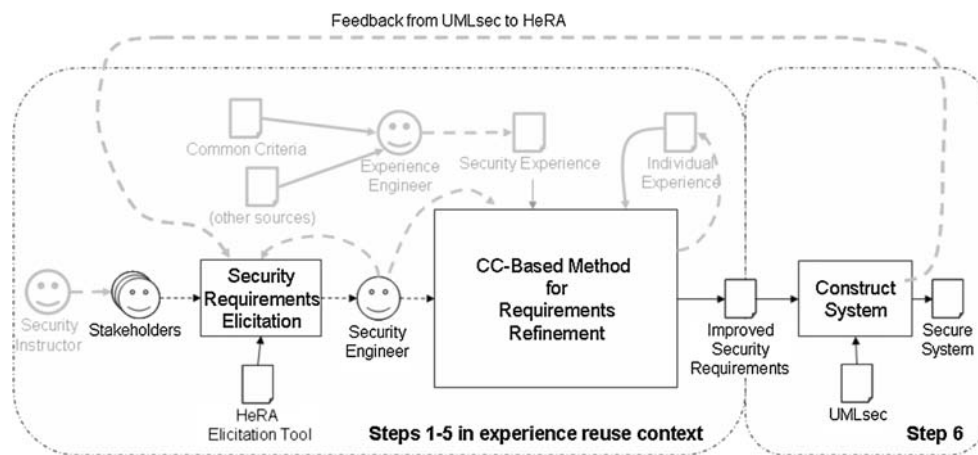 Feedback from UMLsec to HeRA
Common Criteria
(other sources)
Experience
Engineer
Security Experience
Individual
Experience
Security
Instructor
Stakeholders
Security
Requirements
Elicitation
Security
Engineer
CC-Based Method
for
Requirements
Refinement
Improved
Security
Requirements
Construct
System
Secure
System
HeRA
Elicitation Tool
UMLsec
Steps 1-5 in experience reuse context
Step 6